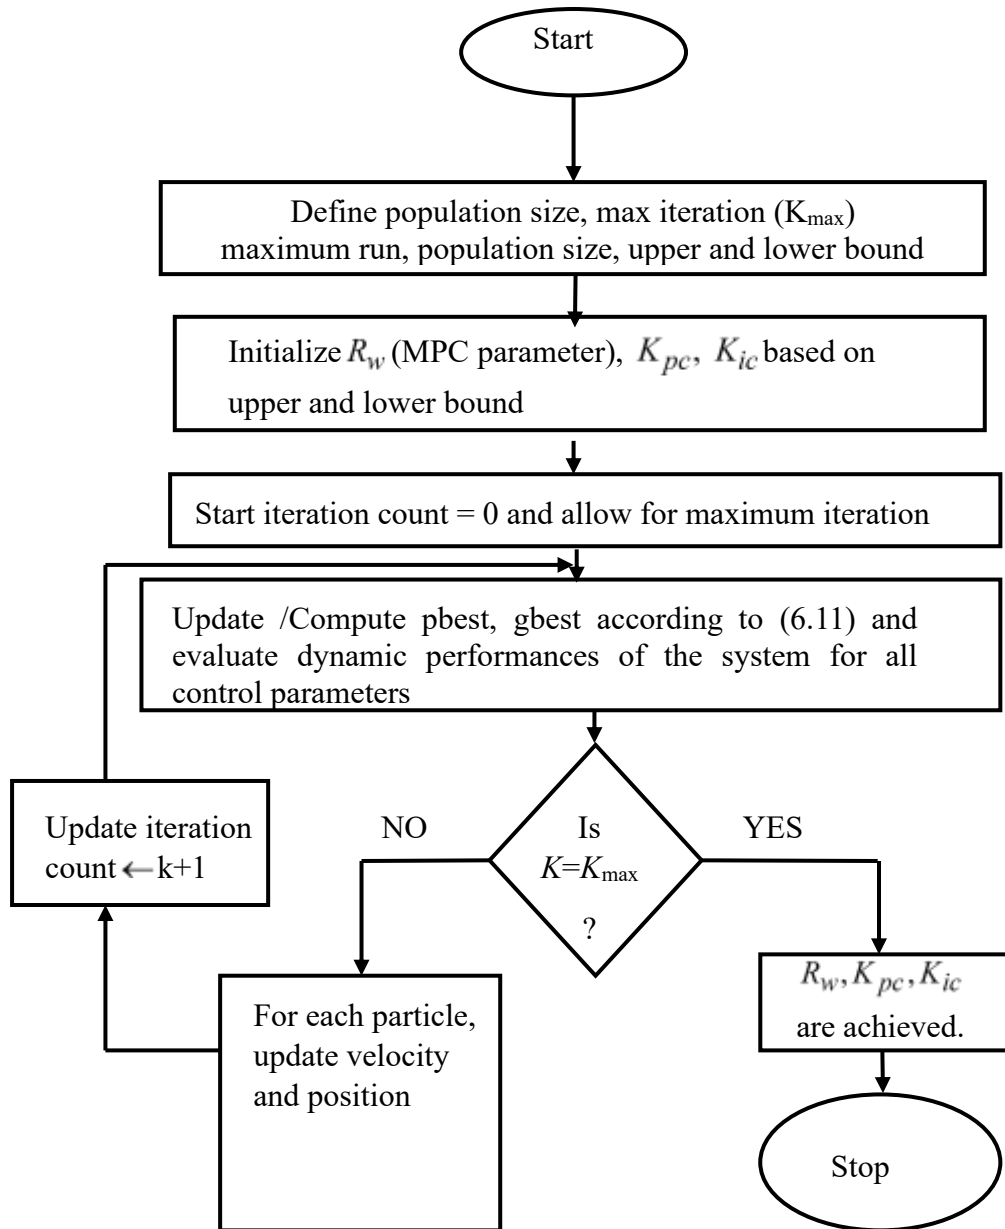 Start
Define population size, max iteration (Kmax)
maximum run, population size, upper and lower bound
Initialize Rw (MPC parameter), Kpc, Kic based on
upper and lower bound
Start iteration count = 0 and allow for maximum iteration
Update /Compute pbest, gbest according to (6.11) and
evaluate dynamic performances of the system for all
control parameters
Update iteration
count ← k+1
NO
Is
K=Kmax
?
YES
For each particle,
update velocity
and position
Rw, Kpc, Kic
are achieved.
Stop